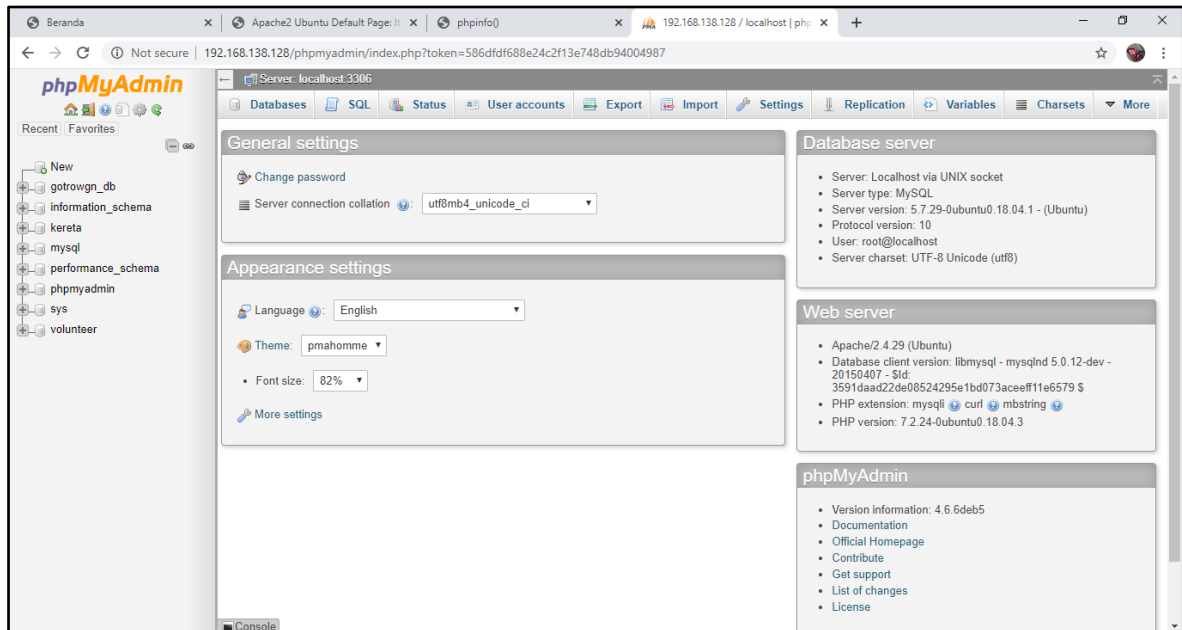 Beranda
Apache2 Ubuntu Default Page: It
phpinfo()
192.168.138.128 / localhost | php
Not secure | 192.168.138.128/phpmyadmin/index.php?token=586dfdf688e24c2f13e748db94004987
phpMyAdmin
Recent Favorites
New
gotrowgn_db
information_schema
kereta
mysql
performance_schema
phpmyadmin
sys
volunteer
Server: localhost:3306
Databases SQL Status User accounts Export Import Settings Replication Variables Charsets More
General settings
Change password
Server connection collation : utf8mb4_unicode_ci
Appearance settings
Language : English
Theme: pmahomme
• Font size: 82%
More settings
Database server
• Server: Localhost via UNIX socket
• Server type: MySQL
• Server version: 5.7.29-0ubuntu0.18.04.1 - (Ubuntu)
• Protocol version: 10
• User: root@localhost
• Server charset: UTF-8 Unicode (utf8)
Web server
• Apache/2.4.29 (Ubuntu)
• Database client version: libmysql - mysqlnd 5.0.12-dev -
20150407 - $Id:
3591daad22de08524295e1bd073aceeff11e6579 $
• PHP extension: mysqli curl mbstring
• PHP version: 7.2.24-0ubuntu0.18.04.3
phpMyAdmin
• Version information: 4.6.6deb5
• Documentation
• Official Homepage
• Contribute
• Get support
• List of changes
• License
Console